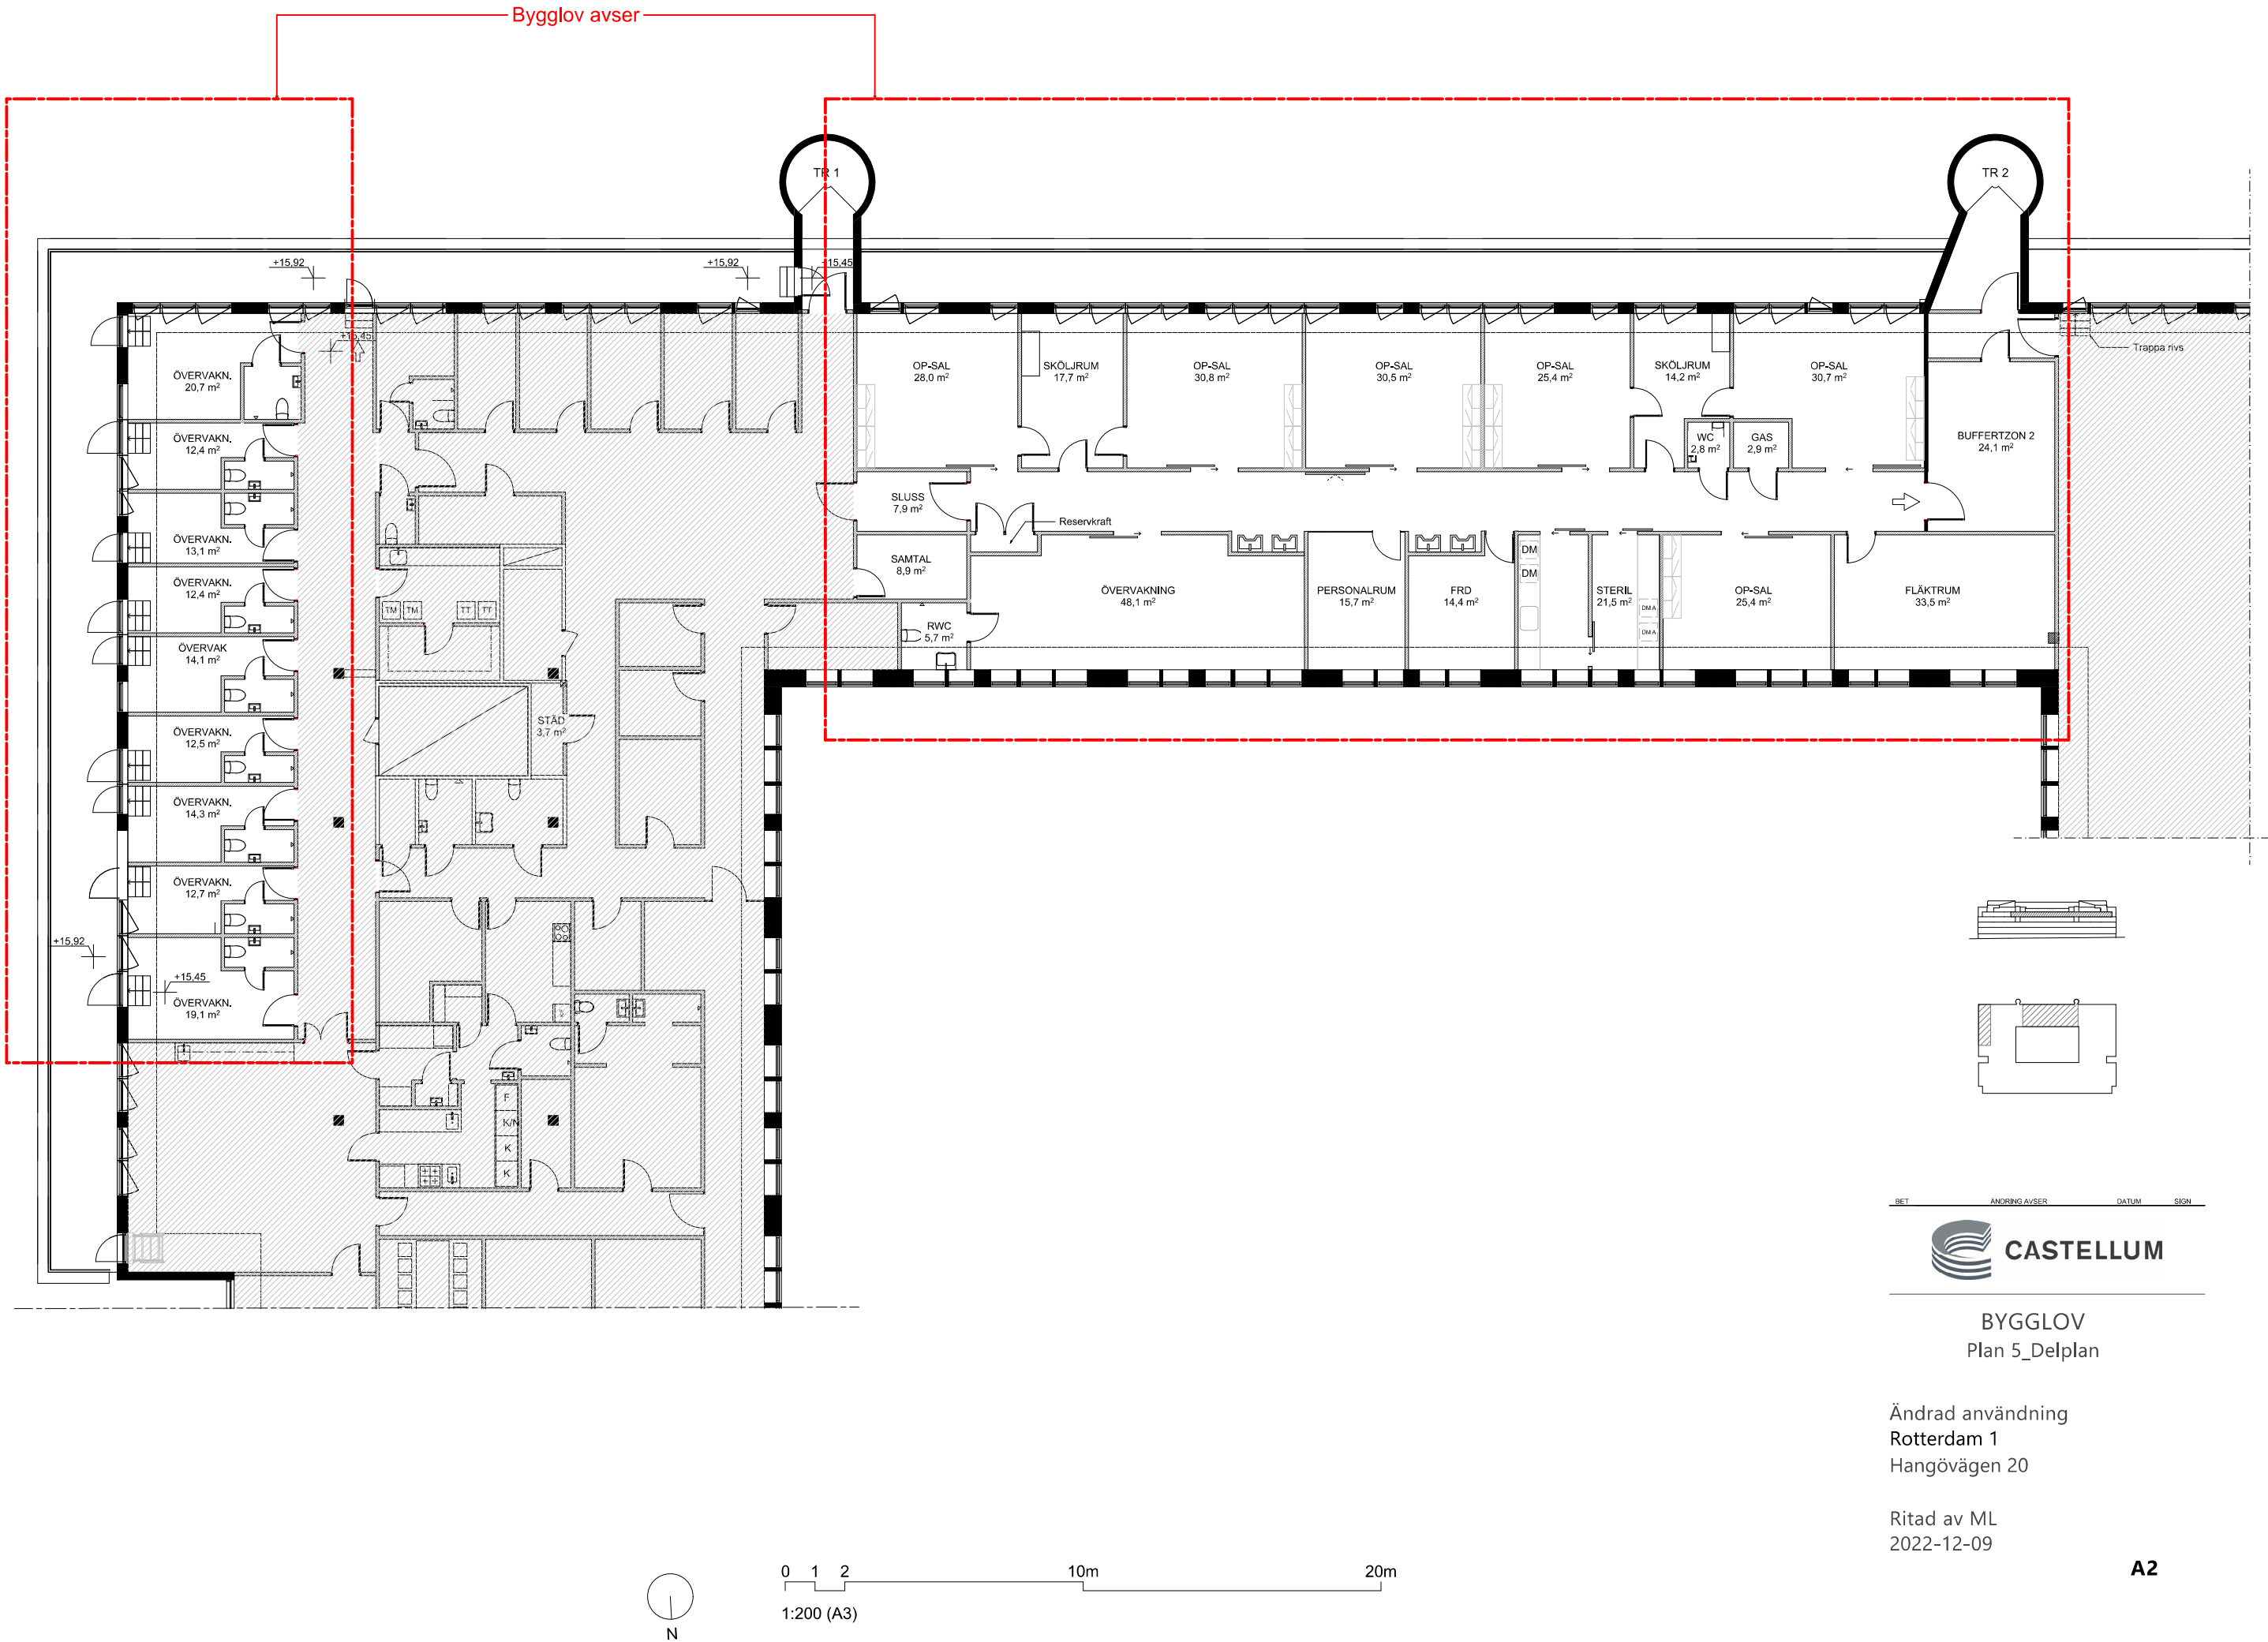 Bygglov avser
TR 1
TR 2
+15,92
+15,92
+15,45
+15,45
Trappa rivs
ÖVERVAKN.
20,7 m²
ÖVERVAKN.
12,4 m²
ÖVERVAKN.
13,1 m²
ÖVERVAKN.
12,4 m²
ÖVERVAK
14,1 m²
ÖVERVAKN.
12,5 m²
ÖVERVAKN.
14,3 m²
ÖVERVAKN.
12,7 m²
+15,92
+15,45
ÖVERVAKN.
19,1 m²
TM
TM
TT
TT
STÄD
3,7 m²
F
K/N
K
K
OP-SAL
28,0 m²
SKÖLJRUM
17,7 m²
OP-SAL
30,8 m²
OP-SAL
30,5 m²
OP-SAL
25,4 m²
SKÖLJRUM
14,2 m²
OP-SAL
30,7 m²
WC
2,8 m²
GAS
2,9 m²
BUFFERTZON 2
24,1 m²
SLUSS
7,9 m²
Reservkraft
SAMTAL
8,9 m²
RWC
5,7 m²
ÖVERVAKNING
48,1 m²
PERSONALRUM
15,7 m²
FRD
14,4 m²
DM
DM
STERIL
21,5 m²
DMA
DMA
OP-SAL
25,4 m²
FLÄKTRUM
33,5 m²
BET ÄNDRING AVSER DATUM SIGN
CASTELLUM
BYGGLOV
Plan 5_Delplan
Ändrad användning
Rotterdam 1
Hangövägen 20
Ritad av ML
2022-12-09
A2
0 1 2 10m 20m
1:200 (A3)
N